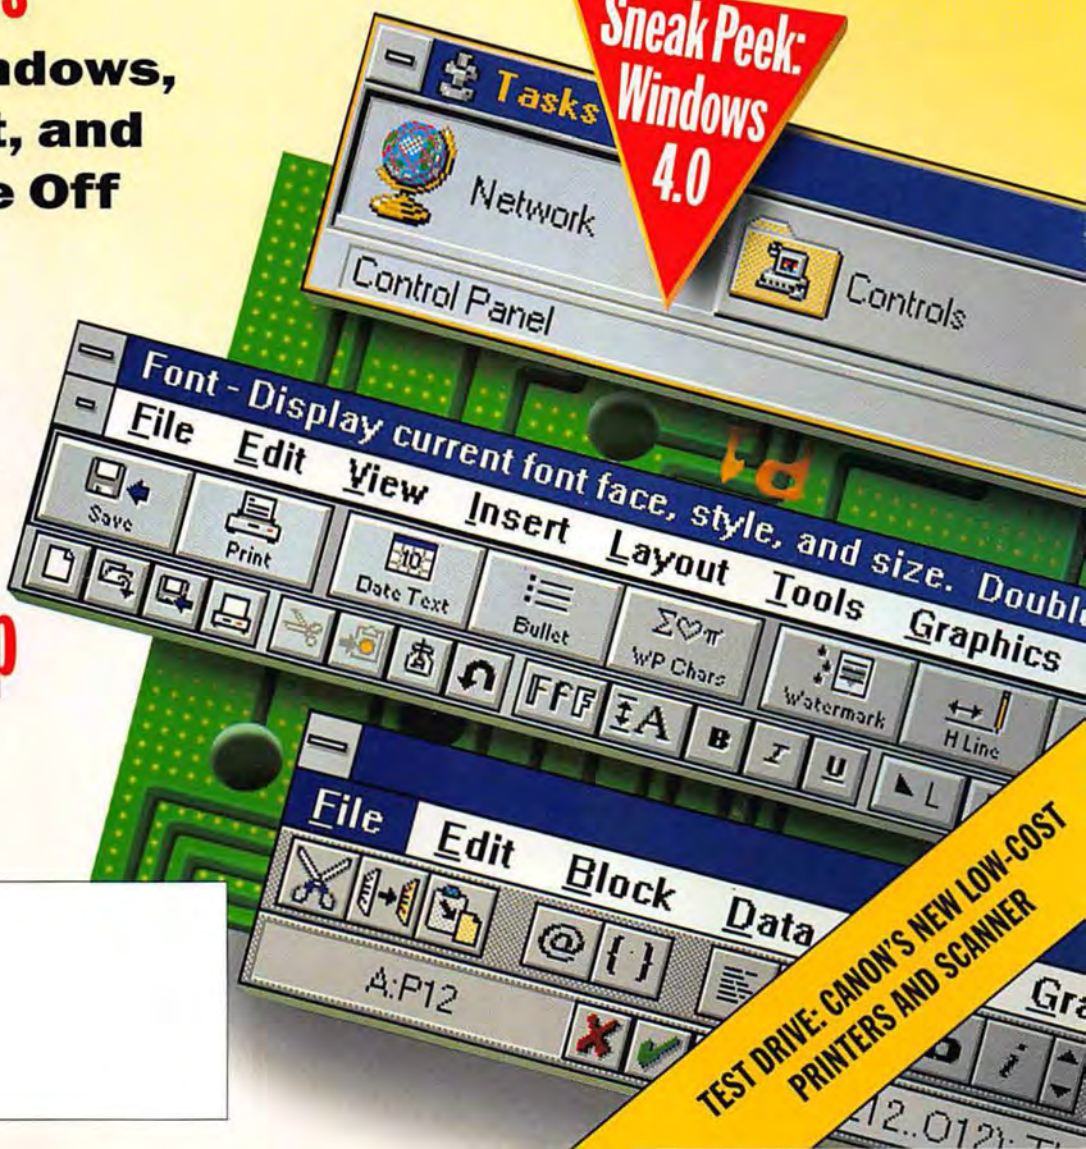 ndows,
t, and
e Off
Sneak Peek:
Windows
4.0
Tasks
Network
Controls
Control Panel
Font - Display current font face, style, and size. Double
File Edit View Insert Layout Tools Graphics
Save Print Date Text Bullet WP Chars Watermark H Line
FfF A B I U L
File Edit Block Data Gra
@ { } i
A:P12
TEST DRIVE: CANON'S NEW LOW-COST
PRINTERS AND SCANNER